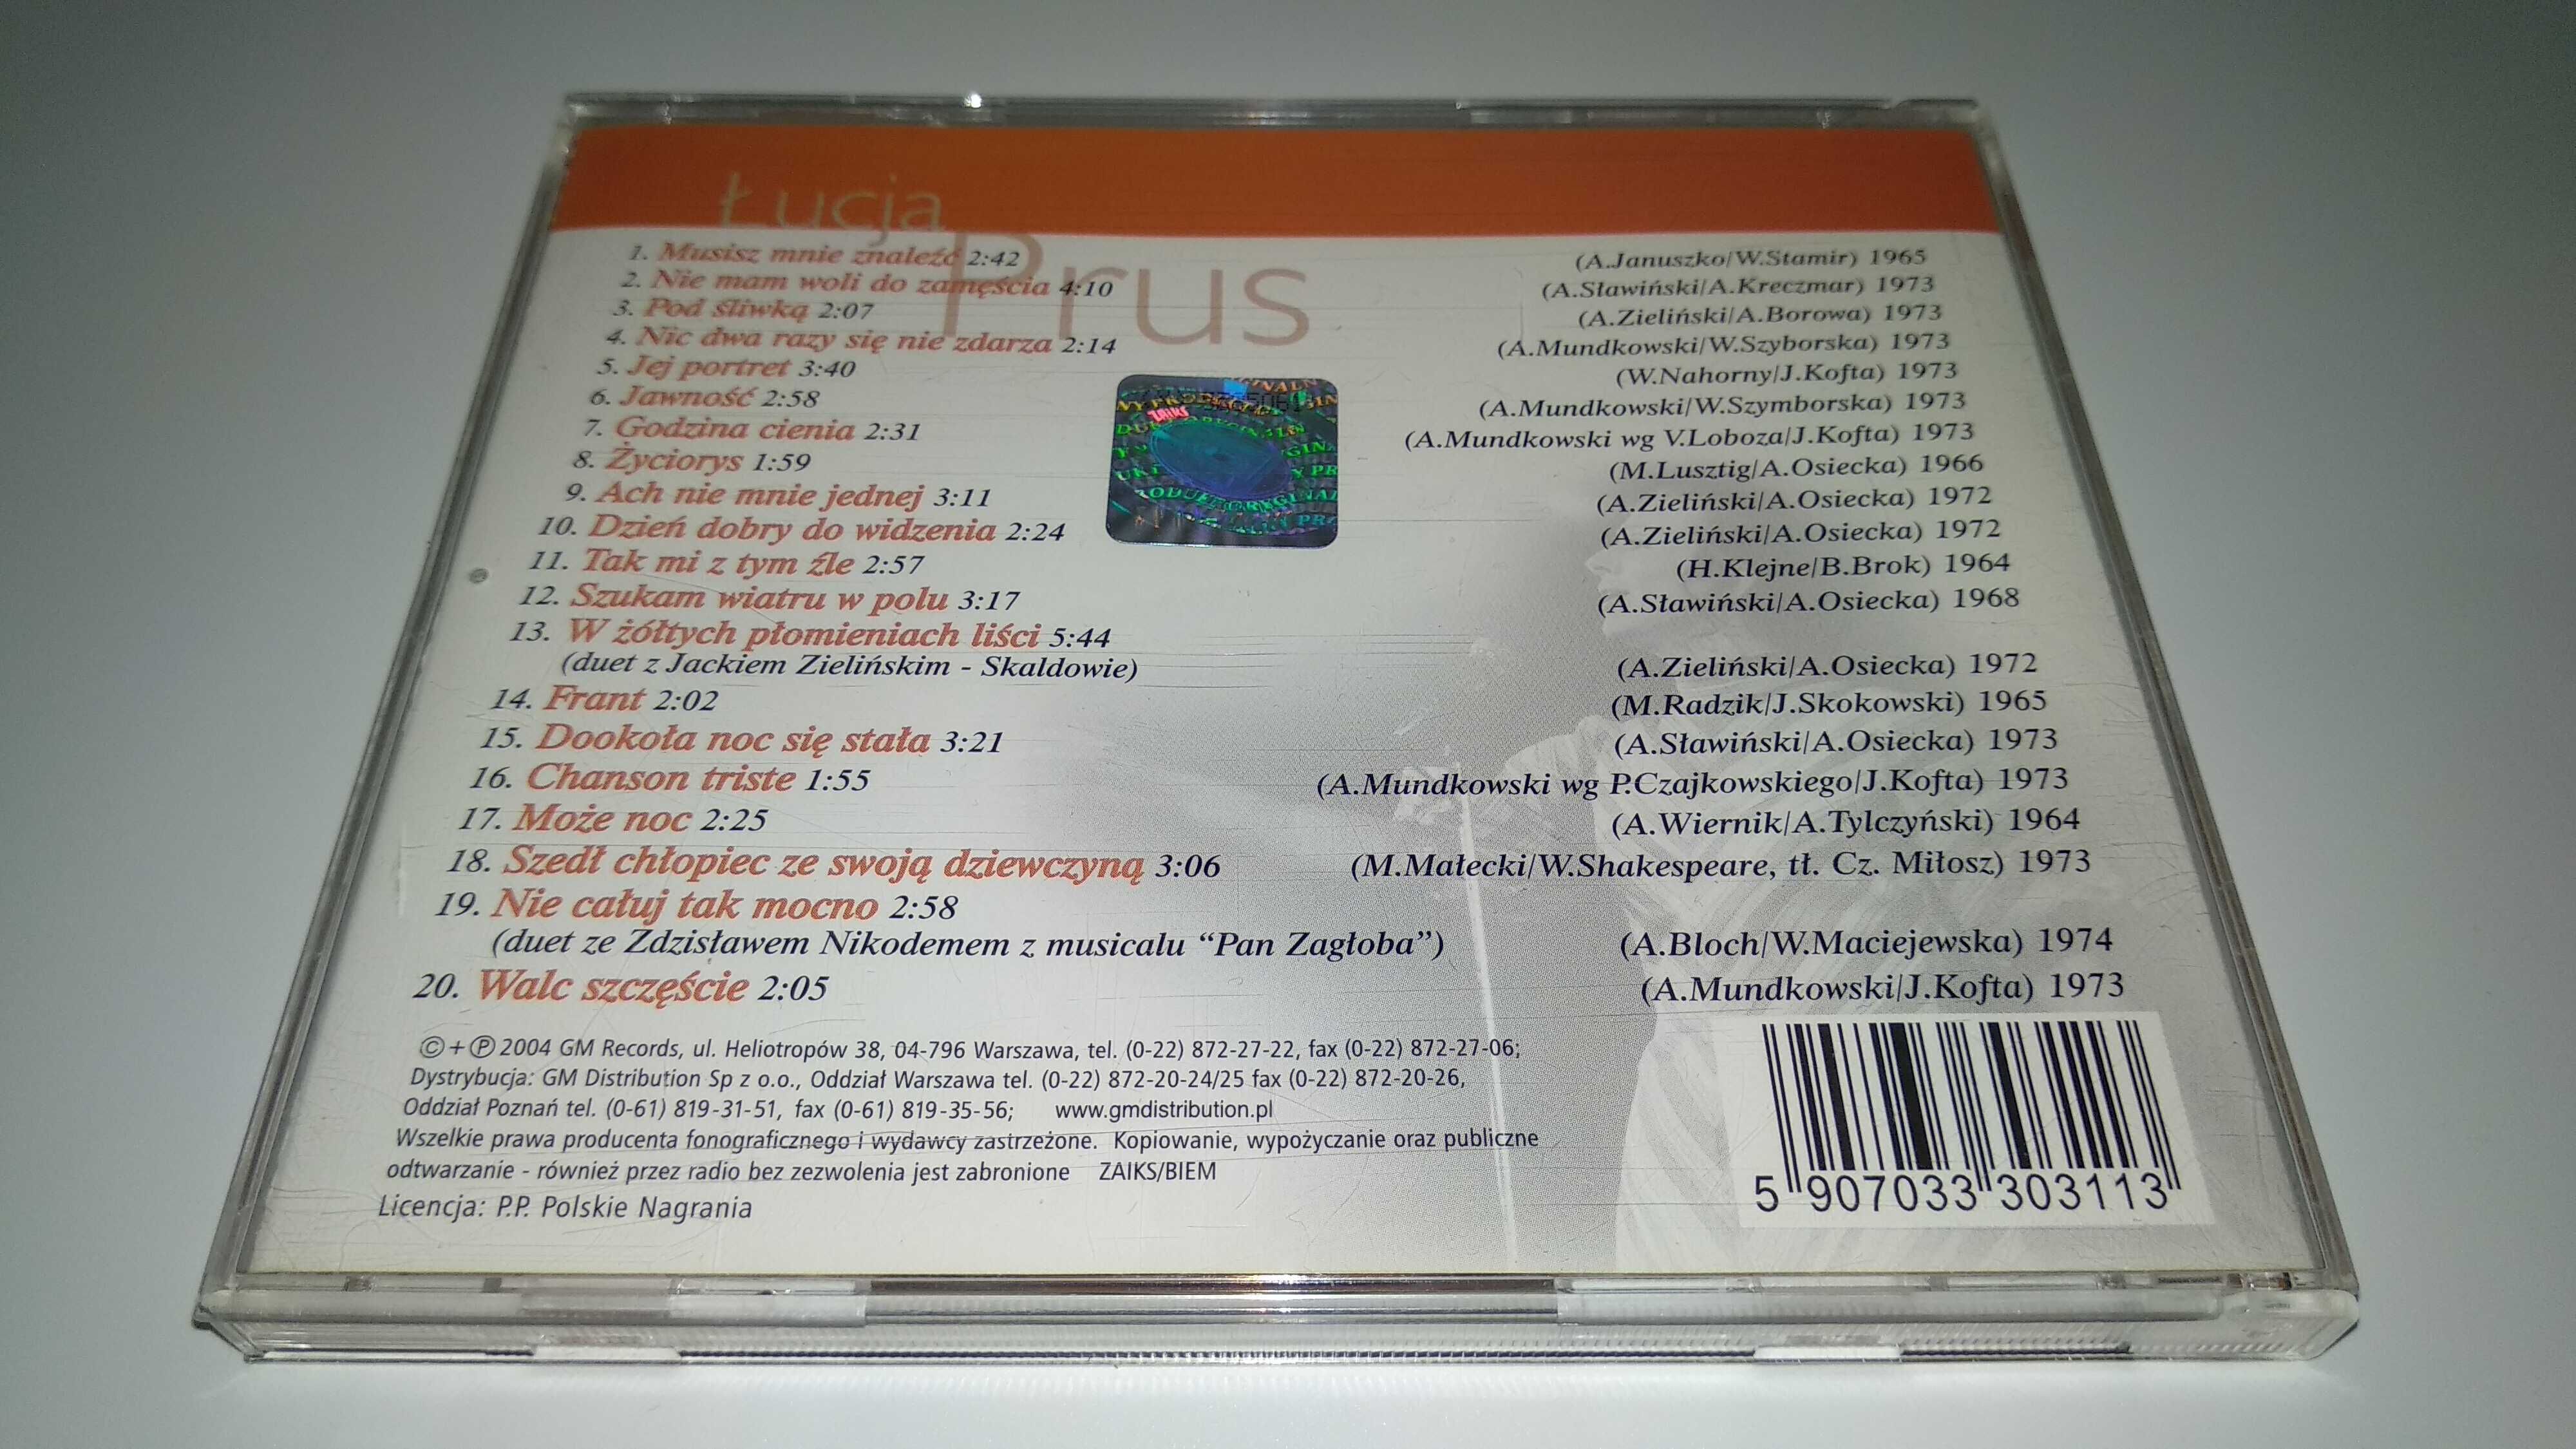 Łucja
Prus
1. Musisz mnie znaleźć 2:42 (A.Januszko/W.Stamir) 1965
2. Nie mam woli do zamęścia 4:10 (A.Sławiński/A.Kreczmar) 1973
3. Pod śliwką 2:07 (A.Zieliński/A.Borowa) 1973
4. Nic dwa razy się nie zdarza 2:14 (A.Mundkowski/W.Szyborska) 1973
5. Jej portret 3:40 (W.Nahorny/J.Kofta) 1973
6. Jawność 2:58 (A.Mundkowski/W.Szymborska) 1973
7. Godzina cienia 2:31 (A.Mundkowski wg V.Loboza/J.Kofta) 1973
8. Życiorys 1:59 (M.Lusztig/A.Osiecka) 1966
9. Ach nie mnie jednej 3:11 (A.Zieliński/A.Osiecka) 1972
10. Dzień dobry do widzenia 2:24 (A.Zieliński/A.Osiecka) 1972
11. Tak mi z tym źle 2:57 (H.Klejne/B.Brok) 1964
12. Szukam wiatru w polu 3:17 (A.Sławiński/A.Osiecka) 1968
13. W żółtych płomieniach liści 5:44
(duet z Jackiem Zielińskim - Skaldowie) (A.Zieliński/A.Osiecka) 1972
14. Frant 2:02 (M.Radzik/J.Skokowski) 1965
15. Dookoła noc się stała 3:21 (A.Sławiński/A.Osiecka) 1973
16. Chanson triste 1:55 (A.Mundkowski wg P.Czajkowskiego/J.Kofta) 1973
17. Może noc 2:25 (A.Wiernik/A.Tylczyński) 1964
18. Szedł chłopiec ze swoją dziewczyną 3:06 (M.Małecki/W.Shakespeare, tł. Cz. Miłosz) 1973
19. Nie całuj tak mocno 2:58
(duet ze Zdzisławem Nikodemem z musicalu “Pan Zagłoba”) (A.Bloch/W.Maciejewska) 1974
20. Walc szczęście 2:05 (A.Mundkowski/J.Kofta) 1973
ZAIKS
©+℗ 2004 GM Records, ul. Heliotropów 38, 04-796 Warszawa, tel. (0-22) 872-27-22, fax (0-22) 872-27-06;
Dystrybucja: GM Distribution Sp z o.o., Oddział Warszawa tel. (0-22) 872-20-24/25 fax (0-22) 872-20-26,
Oddział Poznań tel. (0-61) 819-31-51, fax (0-61) 819-35-56; www.gmdistribution.pl
Wszelkie prawa producenta fonograficznego i wydawcy zastrzeżone. Kopiowanie, wypożyczanie oraz publiczne
odtwarzanie - również przez radio bez zezwolenia jest zabronione ZAIKS/BIEM
Licencja: P.P. Polskie Nagrania
5 907033 303113